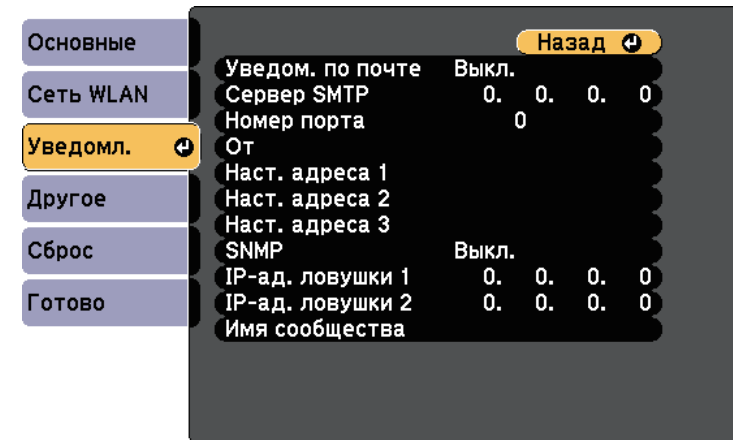 Основные
Сеть WLAN
Уведомл.
Другое
Сброс
Готово
Назад
Уведом. по почте Выкл.
Сервер SMTP 0. 0. 0. 0
Номер порта 0
От
Наст. адреса 1
Наст. адреса 2
Наст. адреса 3
SNMP Выкл.
IP-ад. ловушки 1 0. 0. 0. 0
IP-ад. ловушки 2 0. 0. 0. 0
Имя сообщества